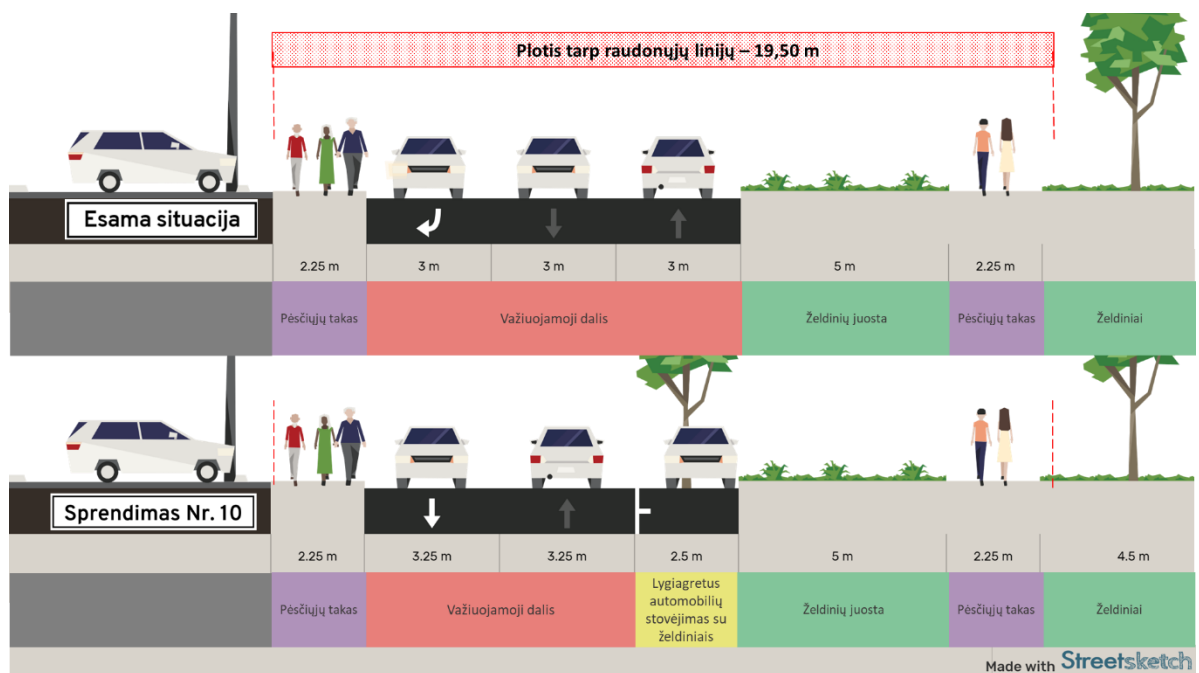 Plotis tarp raudonųjų linijų – 19,50 m
Esama situacija
2.25 m
3 m
3 m
3 m
5 m
2.25 m
Pėsčiųjų takas
Važiuojamoji dalis
Želdinių juosta
Pėsčiųjų takas
Želdiniai
Sprendimas Nr. 10
2.25 m
3.25 m
3.25 m
2.5 m
5 m
2.25 m
4.5 m
Pėsčiųjų takas
Važiuojamoji dalis
Lygiagretus
automobilių
stovėjimas su
želdiniais
Želdinių juosta
Pėsčiųjų takas
Želdiniai
Made with Streetsketch